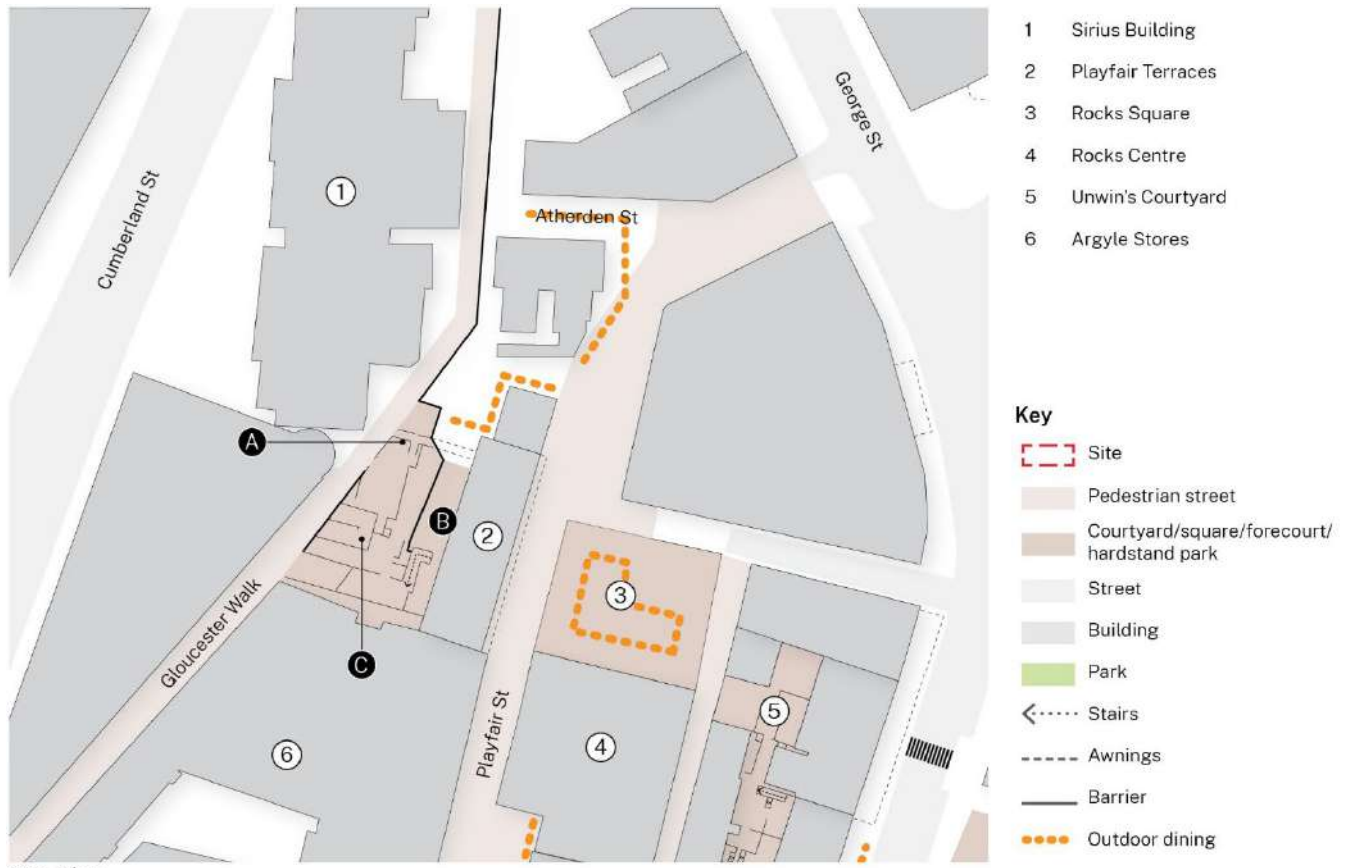 Cumberland St
George St
Atherden St
Gloucester Walk
Playfair St
1
2
3
4
5
6
A
B
C
1 Sirius Building
2 Playfair Terraces
3 Rocks Square
4 Rocks Centre
5 Unwin's Courtyard
6 Argyle Stores
Key
Site
Pedestrian street
Courtyard/square/forecourt/
hardstand park
Street
Building
Park
Stairs
Awnings
Barrier
Outdoor dining